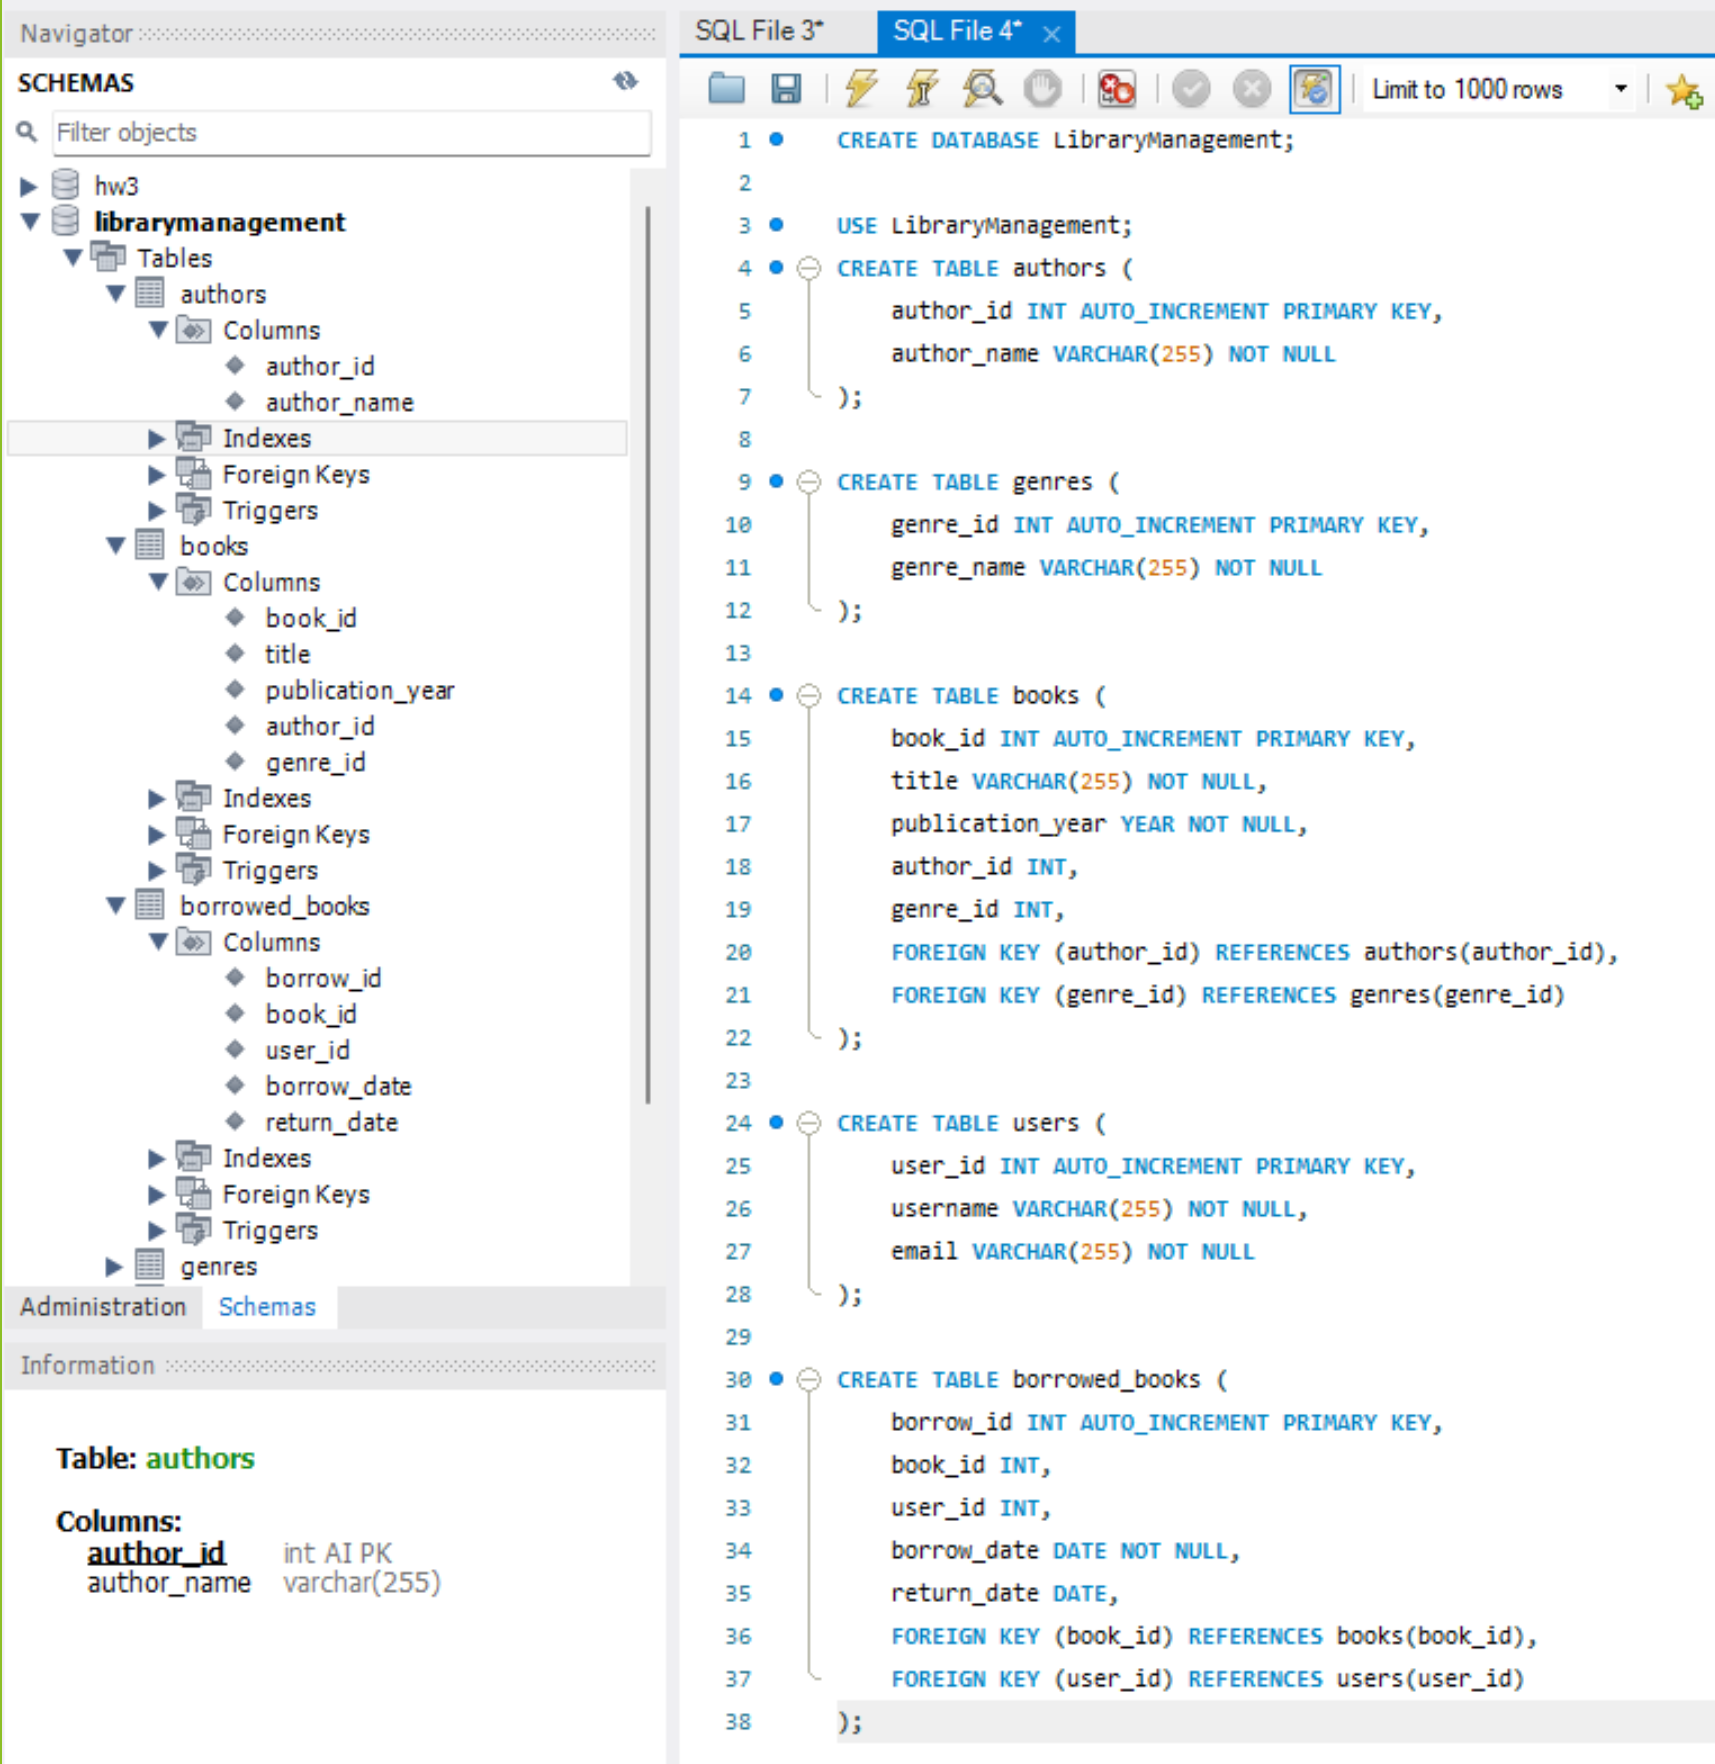 Navigator
SCHEMAS
Filter objects
hw3
librarymanagement
Tables
authors
Columns
author_id
author_name
Indexes
Foreign Keys
Triggers
books
Columns
book_id
title
publication_year
author_id
genre_id
Indexes
Foreign Keys
Triggers
borrowed_books
Columns
borrow_id
book_id
user_id
borrow_date
return_date
Indexes
Foreign Keys
Triggers
genres
Administration Schemas
Information
Table: authors
Columns:
author_id int AI PK
author_name varchar(255)
SQL File 3* SQL File 4*
Limit to 1000 rows
1 CREATE DATABASE LibraryManagement;
2
3 USE LibraryManagement;
4 CREATE TABLE authors (
5 author_id INT AUTO_INCREMENT PRIMARY KEY,
6 author_name VARCHAR(255) NOT NULL
7 );
8
9 CREATE TABLE genres (
10 genre_id INT AUTO_INCREMENT PRIMARY KEY,
11 genre_name VARCHAR(255) NOT NULL
12 );
13
14 CREATE TABLE books (
15 book_id INT AUTO_INCREMENT PRIMARY KEY,
16 title VARCHAR(255) NOT NULL,
17 publication_year YEAR NOT NULL,
18 author_id INT,
19 genre_id INT,
20 FOREIGN KEY (author_id) REFERENCES authors(author_id),
21 FOREIGN KEY (genre_id) REFERENCES genres(genre_id)
22 );
23
24 CREATE TABLE users (
25 user_id INT AUTO_INCREMENT PRIMARY KEY,
26 username VARCHAR(255) NOT NULL,
27 email VARCHAR(255) NOT NULL
28 );
29
30 CREATE TABLE borrowed_books (
31 borrow_id INT AUTO_INCREMENT PRIMARY KEY,
32 book_id INT,
33 user_id INT,
34 borrow_date DATE NOT NULL,
35 return_date DATE,
36 FOREIGN KEY (book_id) REFERENCES books(book_id),
37 FOREIGN KEY (user_id) REFERENCES users(user_id)
38 );